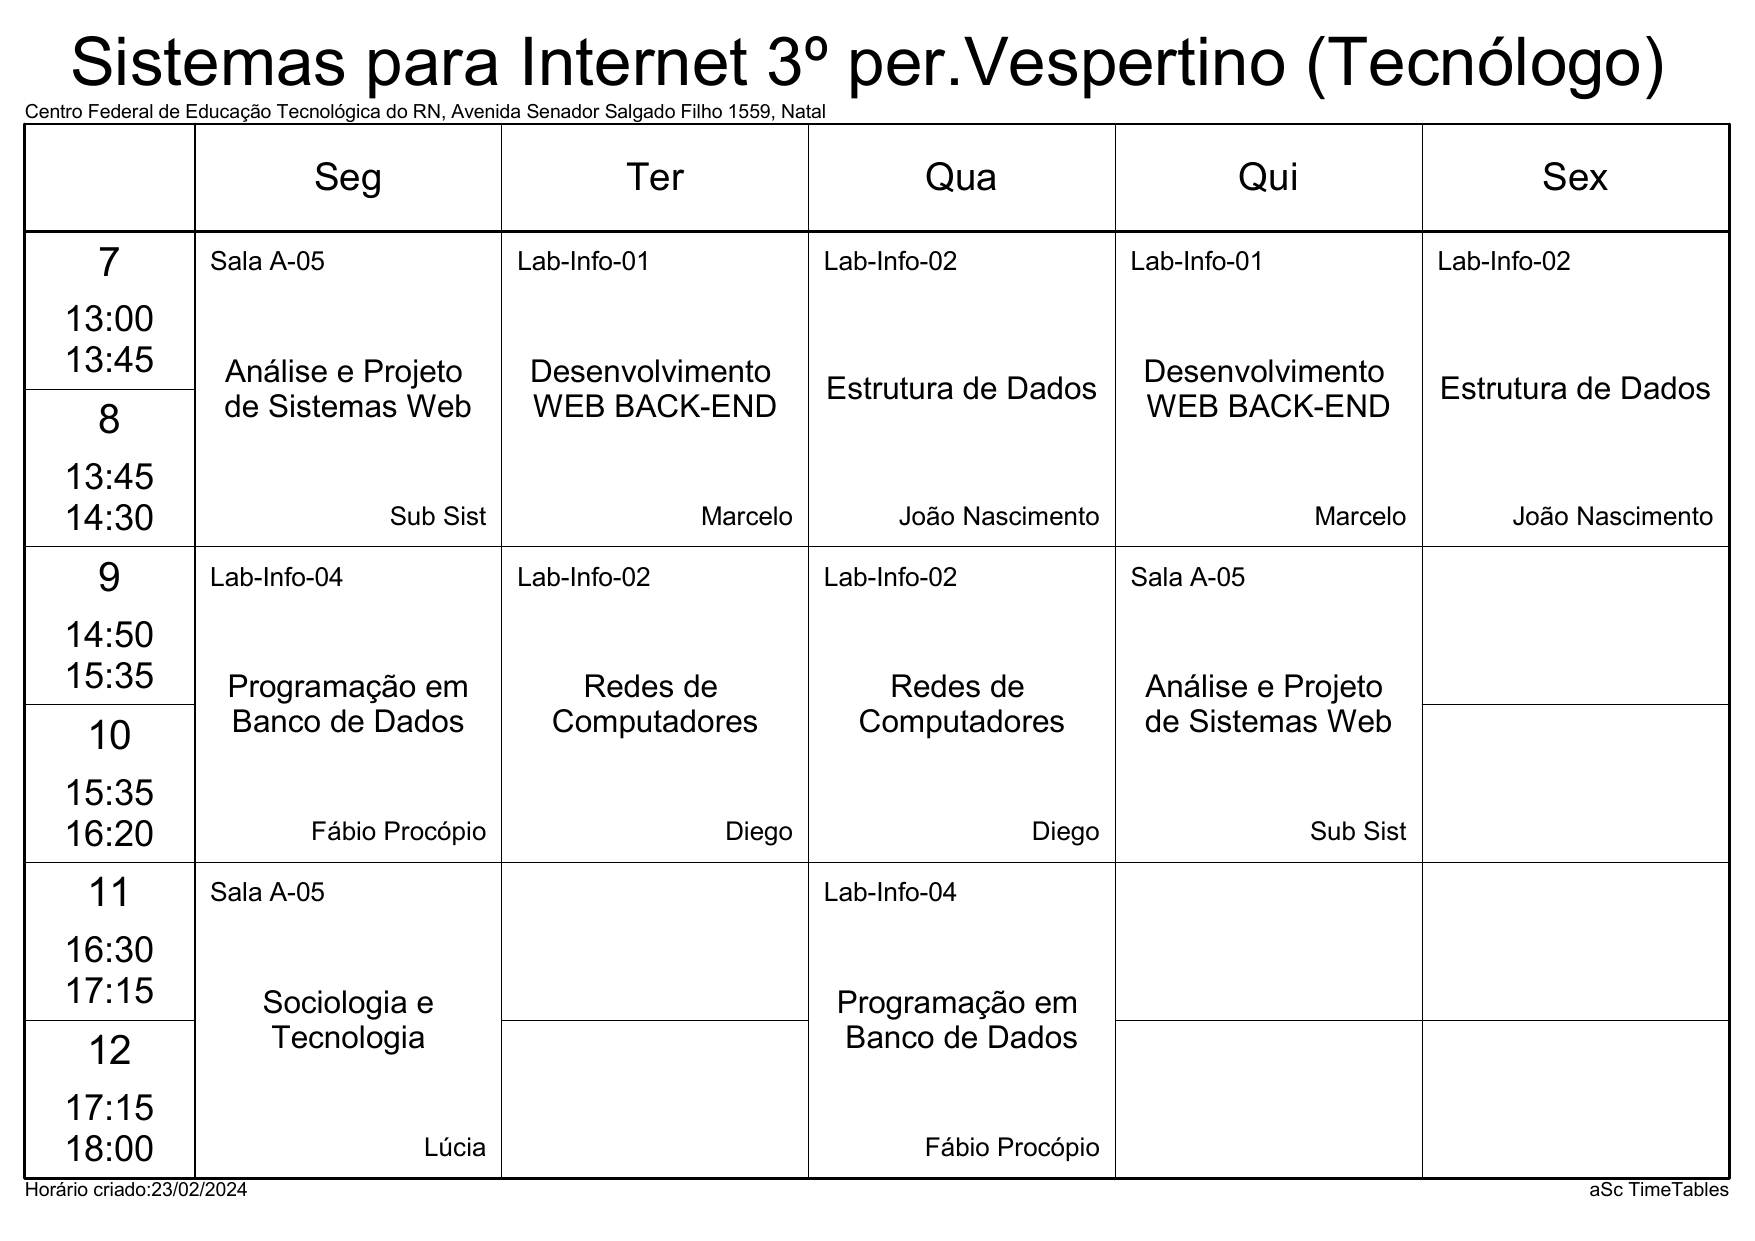 Sistemas para Internet 3º per.Vespertino (Tecnólogo)
Centro Federal de Educação Tecnológica do RN, Avenida Senador Salgado Filho 1559, Natal
Seg
Ter
Qua
Qui
Sex
7
13:00
13:45
8
13:45
14:30
Sala A-05
Análise e Projeto
de Sistemas Web
Sub Sist
Lab-Info-01
Desenvolvimento
WEB BACK-END
Marcelo
Lab-Info-02
Estrutura de Dados
João Nascimento
Lab-Info-01
Desenvolvimento
WEB BACK-END
Marcelo
Lab-Info-02
Estrutura de Dados
João Nascimento
9
14:50
15:35
10
15:35
16:20
Lab-Info-04
Programação em
Banco de Dados
Fábio Procópio
Lab-Info-02
Redes de
Computadores
Diego
Lab-Info-02
Redes de
Computadores
Diego
Sala A-05
Análise e Projeto
de Sistemas Web
Sub Sist
11
16:30
17:15
12
17:15
18:00
Sala A-05
Sociologia e
Tecnologia
Lúcia
Lab-Info-04
Programação em
Banco de Dados
Fábio Procópio
Horário criado:23/02/2024
aSc TimeTables